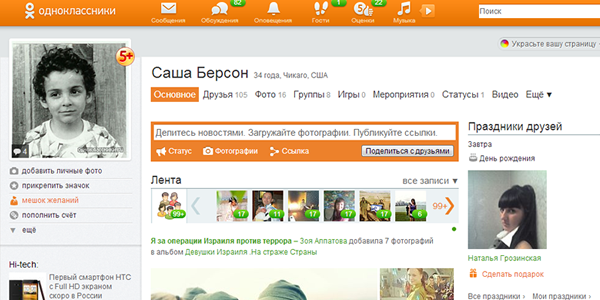 одноклассники
82
1
22
Сообщения
Обсуждения
Оповещения
Гости
Оценки
Музыка
Поиск
Украсьте вашу страницу
5+
4
Саша Берсон 34 года, Чикаго, США
Основное Друзья 105 Фото 16 Группы 8 Игры 0 Мероприятия 0 Статусы 1 Видео Ещё
Делитесь новостями. Загружайте фотографии. Публикуйте ссылки.
Статус Фотографии Ссылка Поделиться с друзьями
Праздники друзей
Завтра
День рождения
Наталья Грозинская
Сделать подарок
Все праздники Мои праздники
добавить личные фото
прикрепить значок
мешок желаний
пополнить счёт
ещё
Hi-tech:
Первый смартфон HTC
с Full HD экраном
скоро в России
Лента все записи
99+ 17 11 17 17 6 99+
Я за операции Израиля против террора – Зоя Алпатова добавила 7 фотографий
в альбом Девушки Израиля .На страже Страны